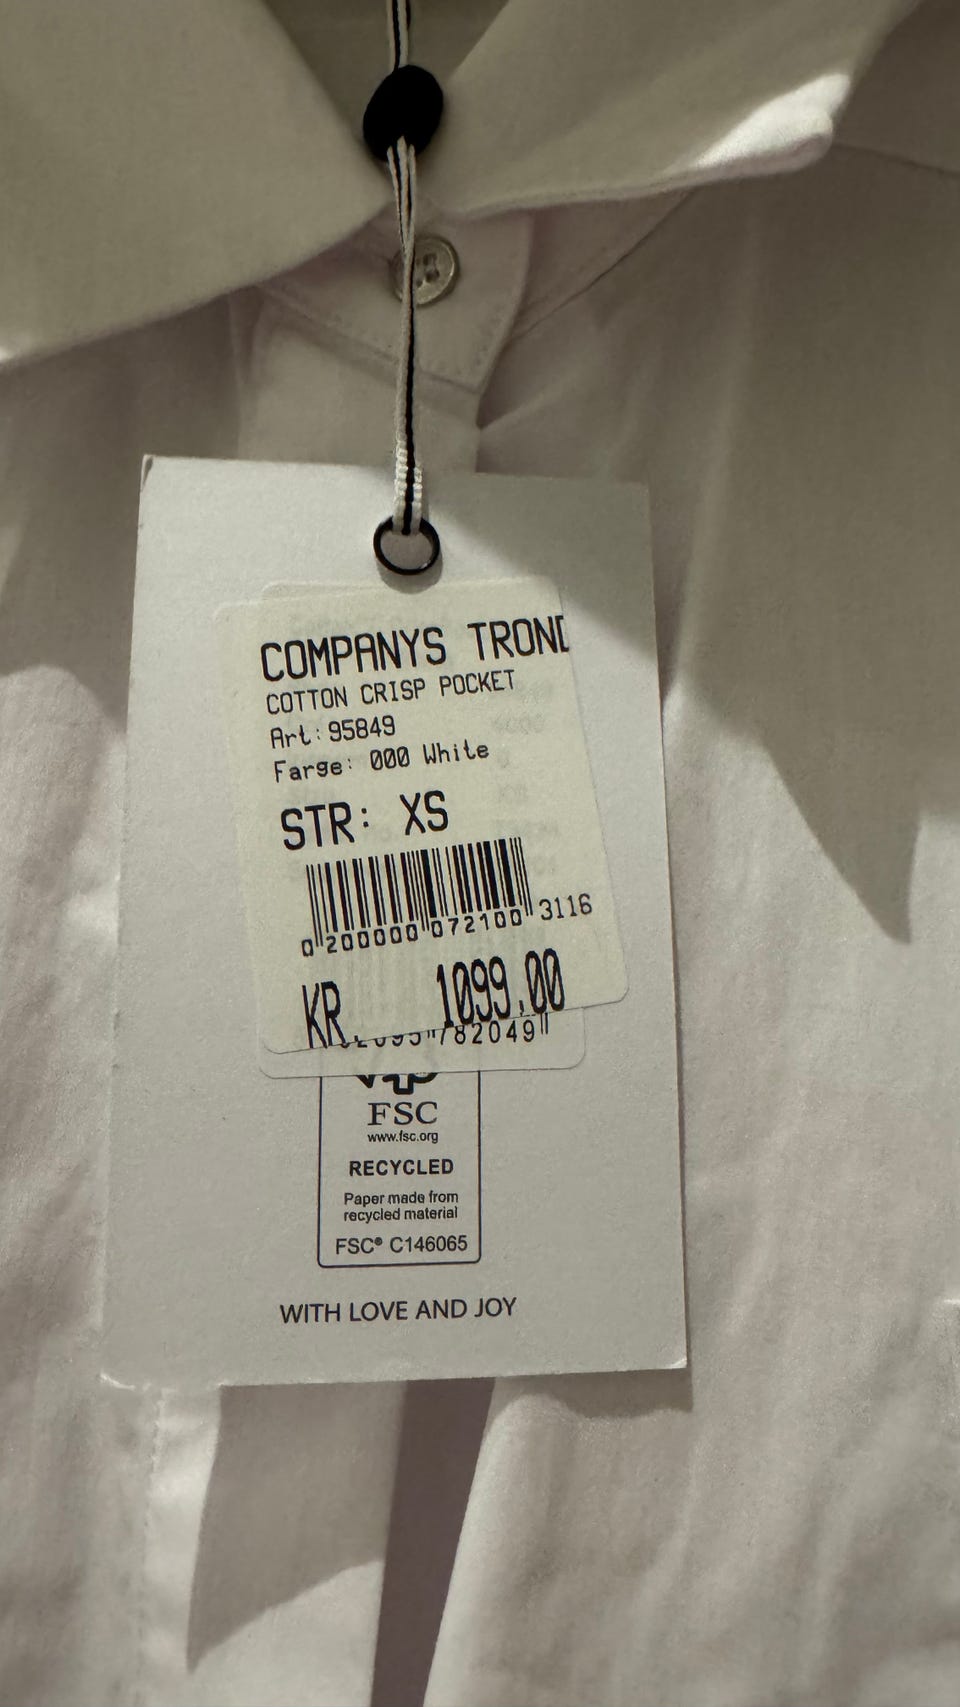 COMPANYS TROND
COTTON CRISP POCKET
Art:95849
Farge: 000 White
STR: XS
0 200000 072100 3116
KR. 1099,00
782049
FSC
www.fsc.org
RECYCLED
Paper made from
recycled material
FSC® C146065
WITH LOVE AND JOY